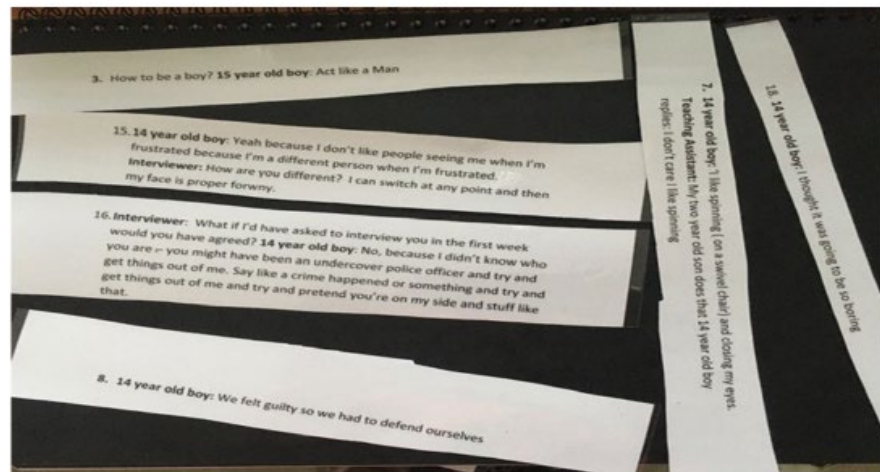 3. How to be a boy? 15 year old boy: Act like a Man
15. 14 year old boy: Yeah because I don't like people seeing me when I'm
frustrated because I'm a different person when I'm frustrated.
Interviewer: How are you different? I can switch at any point and then
my face is proper forwny.
16. Interviewer: What if I'd have asked to interview you in the first week
would you have agreed? 14 year old boy: No, because I didn't know who
you are – you might have been an undercover police officer and try and
get things out of me. Say like a crime happened or something and try and
get things out of me and try and pretend you're on my side and stuff like
that.
8. 14 year old boy: We felt guilty so we had to defend ourselves
7. 14 year old boy: 'I like spinning ( on a swivel chair) and closing my eyes.
Teaching Assistant: My two year old son does that 14 year old boy
replies: I don't care I like spinning
18. 14 year old boy: I thought it was going to be so boring